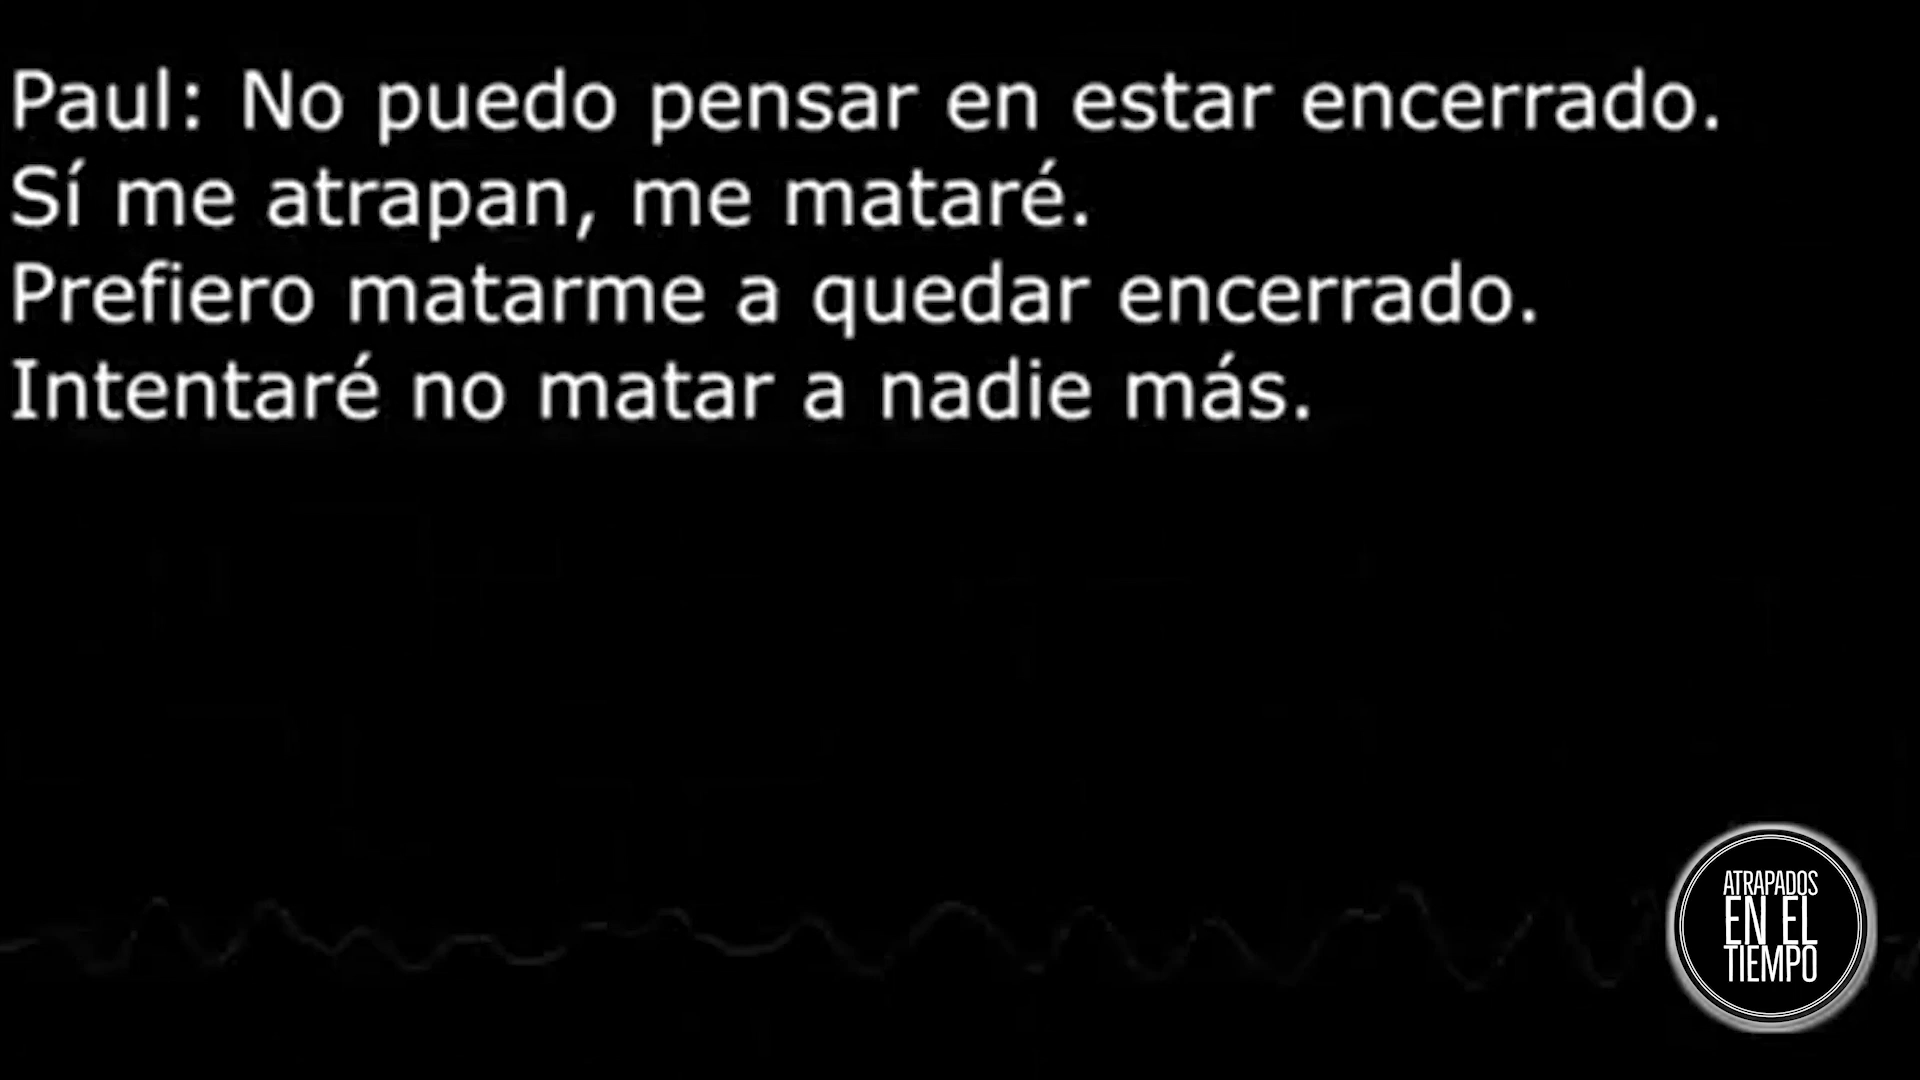 Paul: No puedo pensar en estar encerrado.
Sí me atrapan, me mataré.
Prefiero matarme a quedar encerrado.
Intentaré no matar a nadie más.
ATRAPADOS
EN EL
TIEMPO